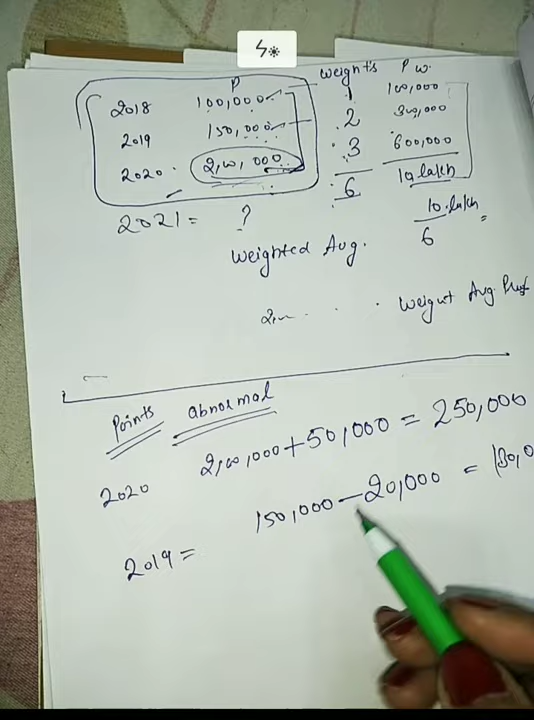 S*
P weights P w.
2018 100,000 1 100,000
2019 150,000 2 300,000
2020 2,00,000 3 600,000
6 10 lakh
2021 = ?
10 lakh
6 =
Weighted Avg.
Weight Avg. Prof
Points abnormal
2020 2,00,000 + 50,000 = 250,000
2019 = 150,000 - 20,000 = 130,0